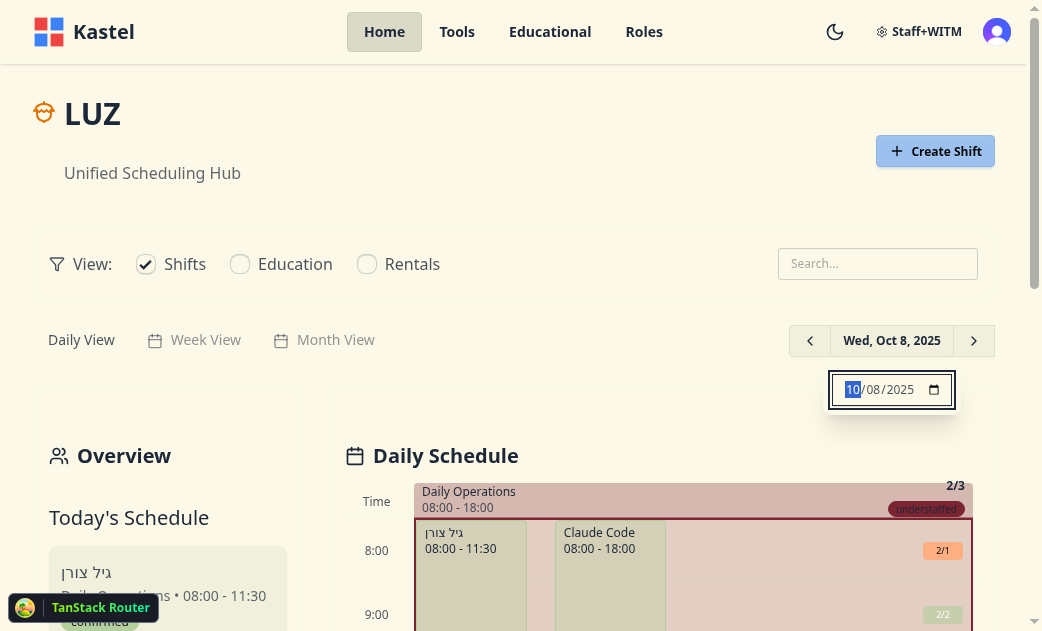 Kastel
Home
Tools
Educational
Roles
Staff+WITM
LUZ
Unified Scheduling Hub
Create Shift
View:
Shifts
Education
Rentals
Search...
Daily View
Week View
Month View
Wed, Oct 8, 2025
10/08/2025
Overview
Today's Schedule
גיל צורן
Daily Operations • 08:00 - 11:30
confirmed
TanStack Router
Daily Schedule
Time
Daily Operations
08:00 - 18:00
2/3
understaffed
גיל צורן
08:00 - 11:30
Claude Code
08:00 - 18:00
8:00
2/1
9:00
2/2